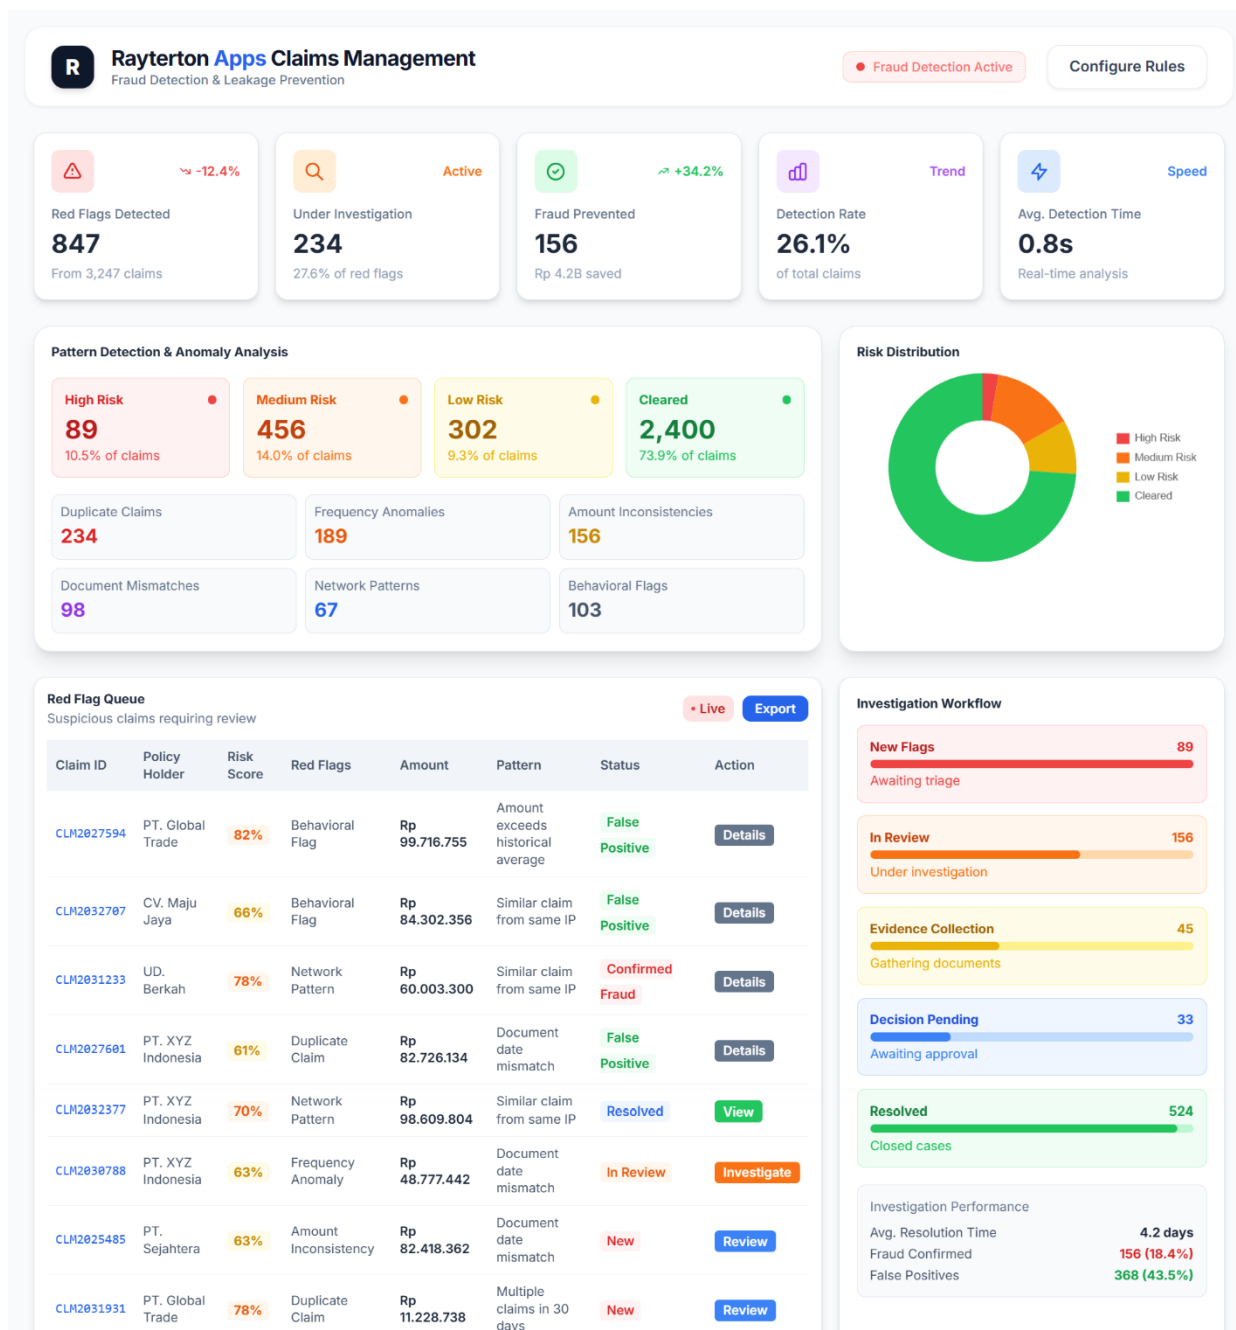 R
Rayterton Apps Claims Management
Fraud Detection & Leakage Prevention
Fraud Detection Active
Configure Rules
-12.4%
Red Flags Detected
847
From 3,247 claims
Active
Under Investigation
234
27.6% of red flags
+34.2%
Fraud Prevented
156
Rp 4.2B saved
Trend
Detection Rate
26.1%
of total claims
Speed
Avg. Detection Time
0.8s
Real-time analysis
Pattern Detection & Anomaly Analysis
High Risk
89
10.5% of claims
Medium Risk
456
14.0% of claims
Low Risk
302
9.3% of claims
Cleared
2,400
73.9% of claims
Duplicate Claims
234
Frequency Anomalies
189
Amount Inconsistencies
156
Document Mismatches
98
Network Patterns
67
Behavioral Flags
103
Risk Distribution
High Risk
Medium Risk
Low Risk
Cleared
Red Flag Queue
Suspicious claims requiring review
• Live
Export
Claim ID
Policy
Holder
Risk
Score
Red Flags
Amount
Pattern
Status
Action
CLM2027594
PT. Global
Trade
82%
Behavioral
Flag
Rp
99.716.755
Amount
exceeds
historical
average
False
Positive
Details
CLM2032707
CV. Maju
Jaya
66%
Behavioral
Flag
Rp
84.302.356
Similar claim
from same IP
False
Positive
Details
CLM2031233
UD.
Berkah
78%
Network
Pattern
Rp
60.003.300
Similar claim
from same IP
Confirmed
Fraud
Details
CLM2027601
PT. XYZ
Indonesia
61%
Duplicate
Claim
Rp
82.726.134
Document
date
mismatch
False
Positive
Details
CLM2032377
PT. XYZ
Indonesia
70%
Network
Pattern
Rp
98.609.804
Similar claim
from same IP
Resolved
View
CLM2030788
PT. XYZ
Indonesia
63%
Frequency
Anomaly
Rp
48.777.442
Document
date
mismatch
In Review
Investigate
CLM2025485
PT.
Sejahtera
63%
Amount
Inconsistency
Rp
82.418.362
Document
date
mismatch
New
Review
CLM2031931
PT. Global
Trade
78%
Duplicate
Claim
Rp
11.228.738
Multiple
claims in 30
days
New
Review
Investigation Workflow
New Flags
89
Awaiting triage
In Review
156
Under investigation
Evidence Collection
45
Gathering documents
Decision Pending
33
Awaiting approval
Resolved
524
Closed cases
Investigation Performance
Avg. Resolution Time
4.2 days
Fraud Confirmed
156 (18.4%)
False Positives
368 (43.5%)